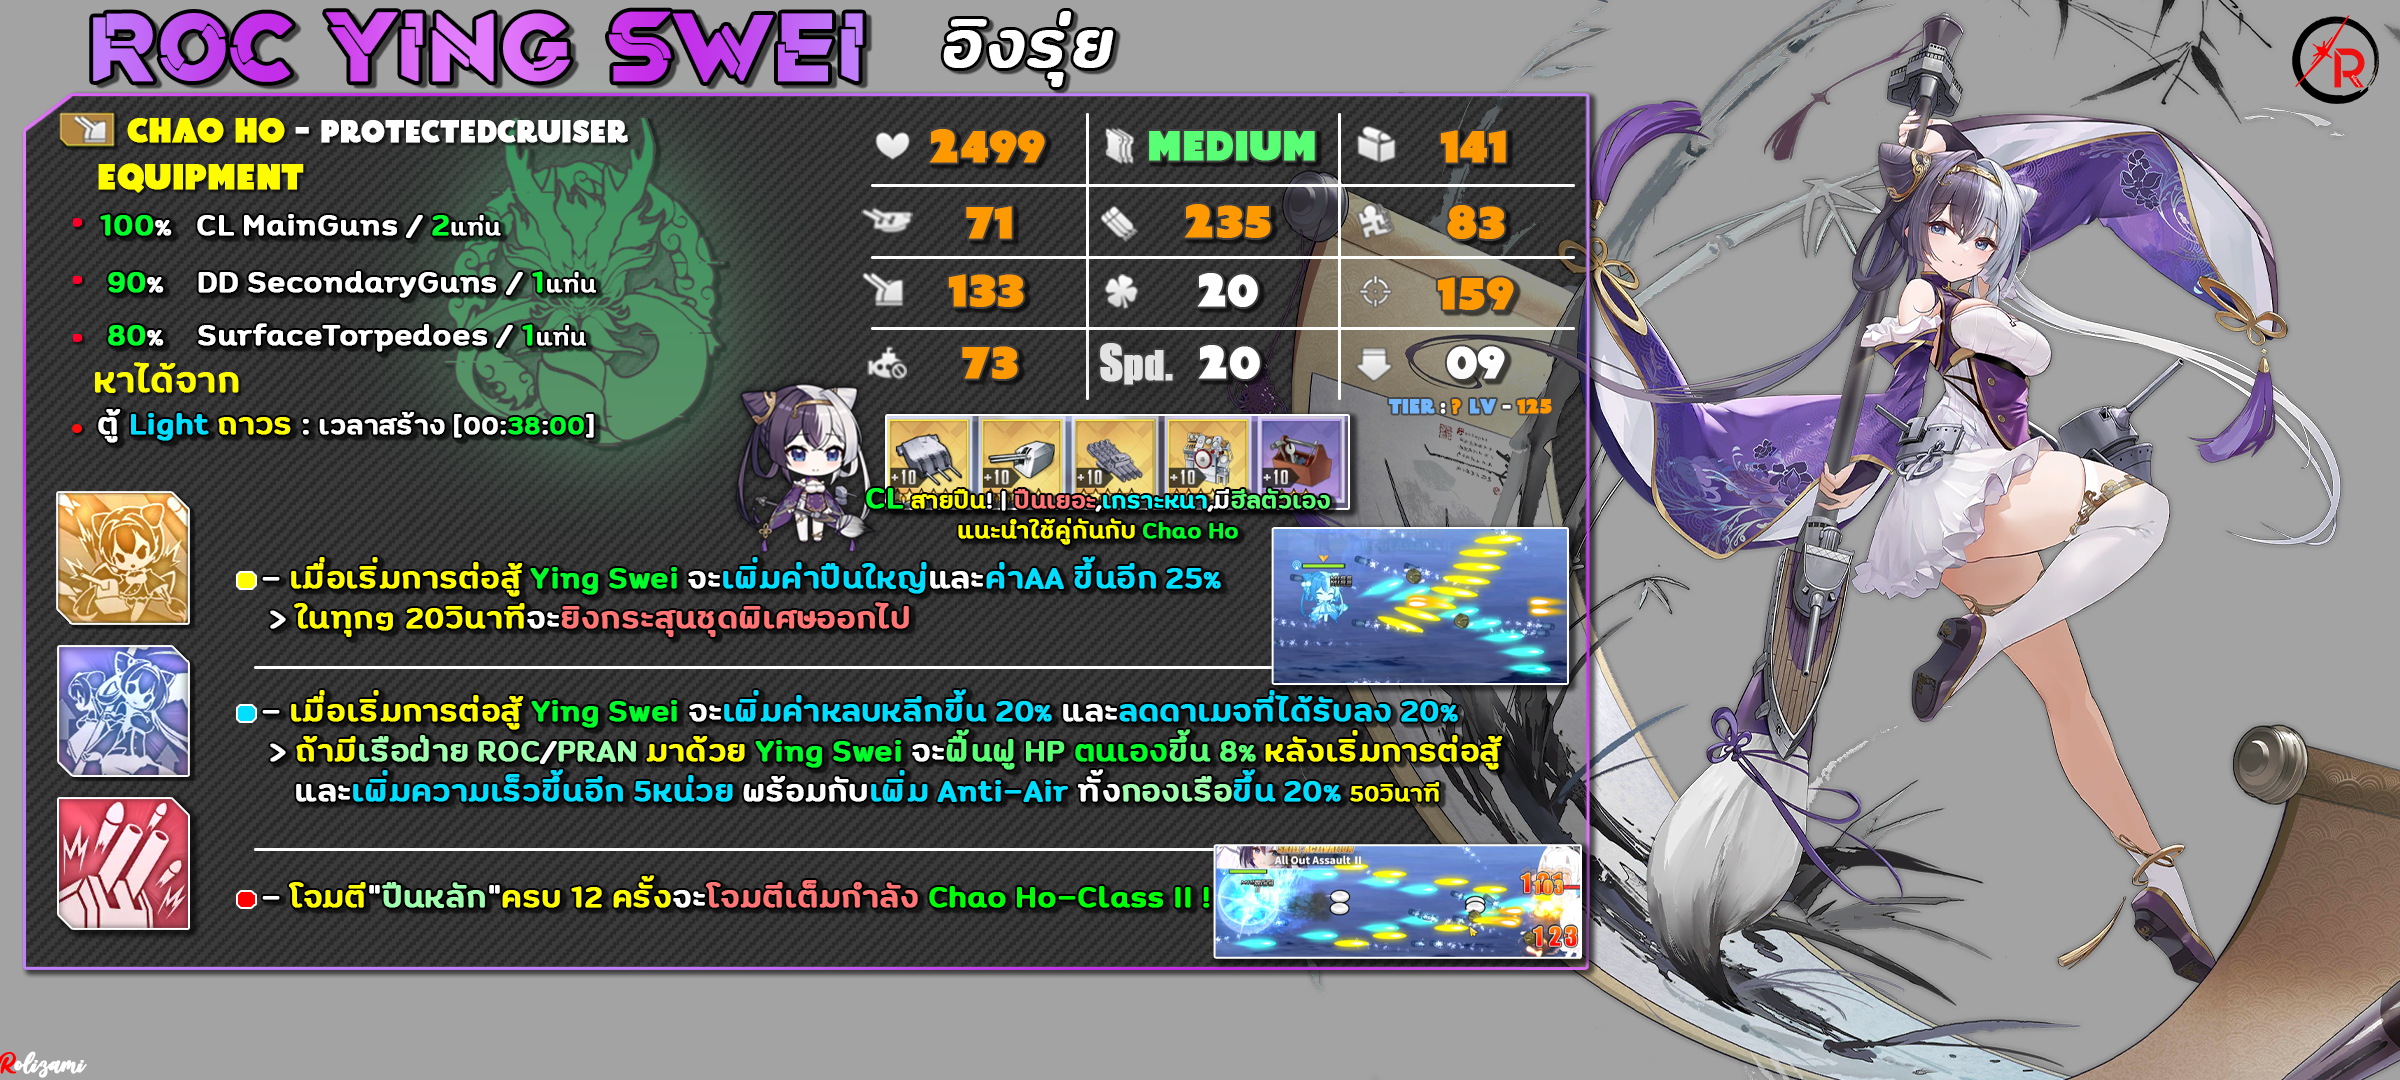 ROC YING SWEI อิงรุ่ย
R
CHAO HO - PROTECTEDCRUISER
EQUIPMENT
100% CL MainGuns / 2แท่น
90% DD SecondaryGuns / 1แท่น
80% SurfaceTorpedoes / 1แท่น
หาได้จาก
ตู้ Light ถาวร : เวลาสร้าง [00:38:00]
2499 MEDIUM 141
71 235 83
133 20 159
73 Spd. 20 09
TIER : ? LV - 125
+10 +10 +10 +10 +10
CL สายปืน! | ปืนเยอะ,เกราะหนา,มีฮีลตัวเอง
แนะนำใช้คู่กันกับ Chao Ho
- เมื่อเริ่มการต่อสู้ Ying Swei จะเพิ่มค่าปืนใหญ่และค่าAA ขึ้นอีก 25%
> ในทุกๆ 20วินาทีจะยิงกระสุนชุดพิเศษออกไป
- เมื่อเริ่มการต่อสู้ Ying Swei จะเพิ่มค่าหลบหลีกขึ้น 20% และลดดาเมจที่ได้รับลง 20%
> ถ้ามีเรือฝ่าย ROC/PRAN มาด้วย Ying Swei จะฟื้นฟู HP ตนเองขึ้น 8% หลังเริ่มการต่อสู้
และเพิ่มความเร็วขึ้นอีก 5หน่วย พร้อมกับเพิ่ม Anti-Air ทั้งกองเรือขึ้น 20% 50วินาที
- โจมตี"ปืนหลัก"ครบ 12 ครั้งจะโจมตีเต็มกำลัง Chao Ho-Class II !
SKILL ACTIVATION
All Out Assault II
103
123
Rolizami